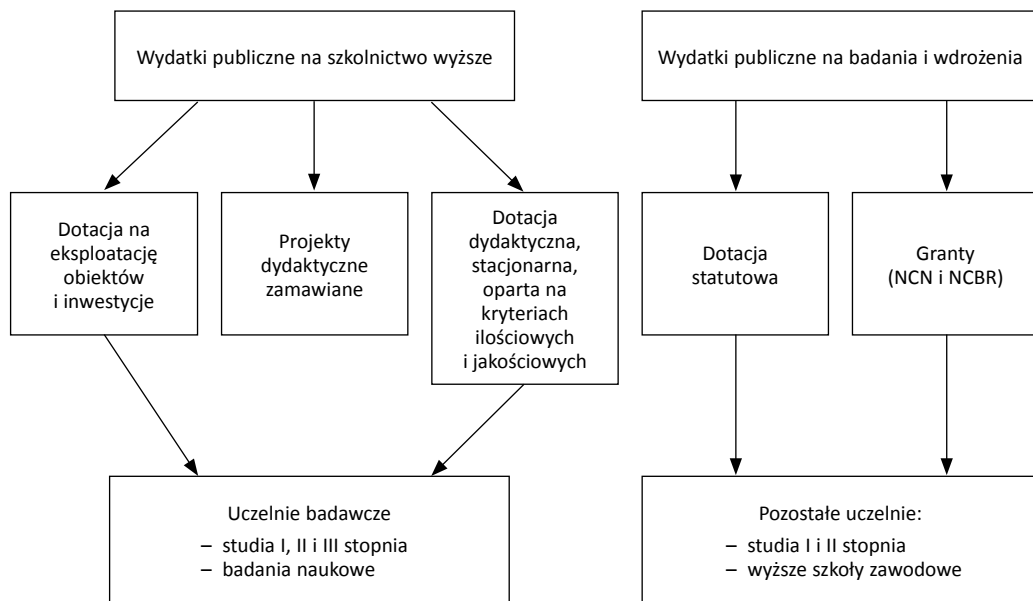 Wydatki publiczne na szkolnictwo wyższe
Wydatki publiczne na badania i wdrożenia
Dotacja na
eksploatację
obiektów
i inwestycje
Projekty
dydaktyczne
zamawiane
Dotacja
dydaktyczna,
stacjonarna,
oparta na
kryteriach
ilościowych
i jakościowych
Dotacja
statutowa
Granty
(NCN i NCBR)
Uczelnie badawcze
– studia I, II i III stopnia
– badania naukowe
Pozostałe uczelnie:
– studia I i II stopnia
– wyższe szkoły zawodowe